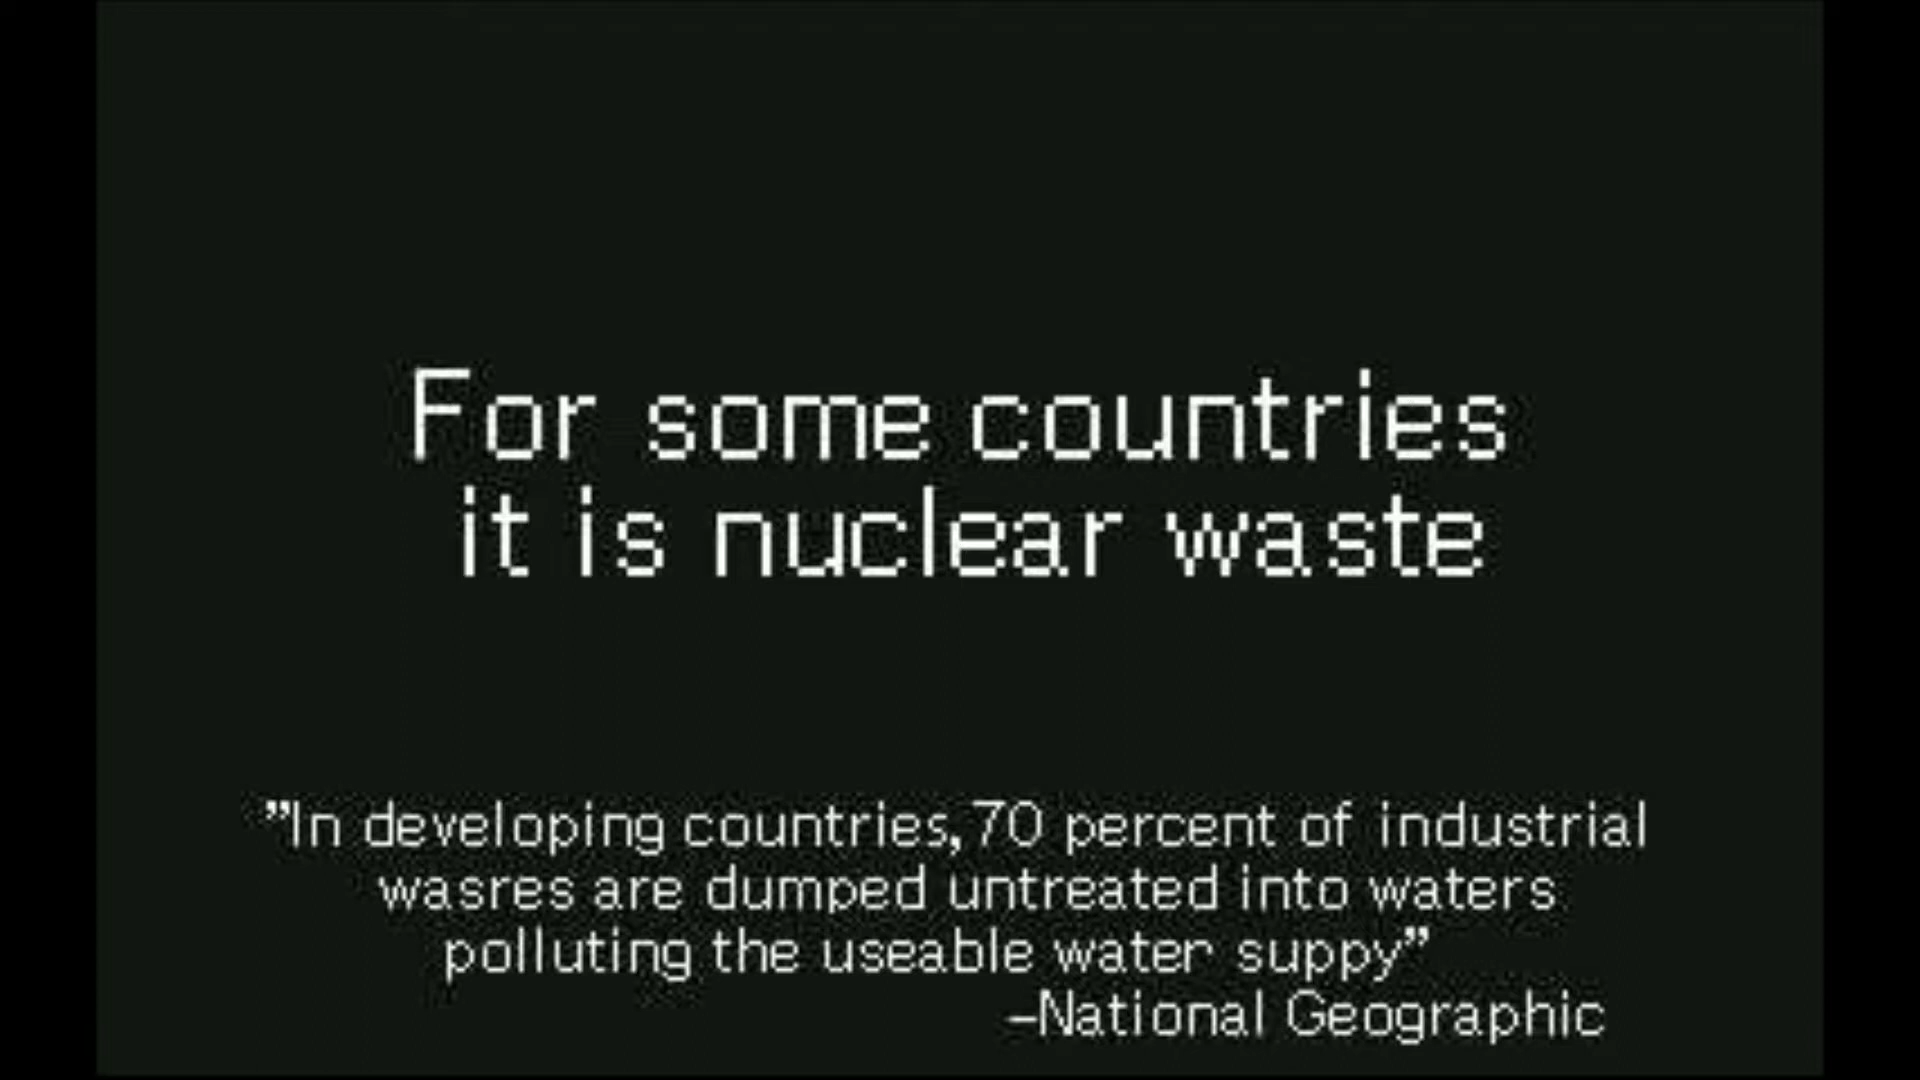 For some countries
it is nuclear waste
"In developing countries,70 percent of industrial
wasres are dumped untreated into waters
polluting the useable water suppy"
–National Geographic